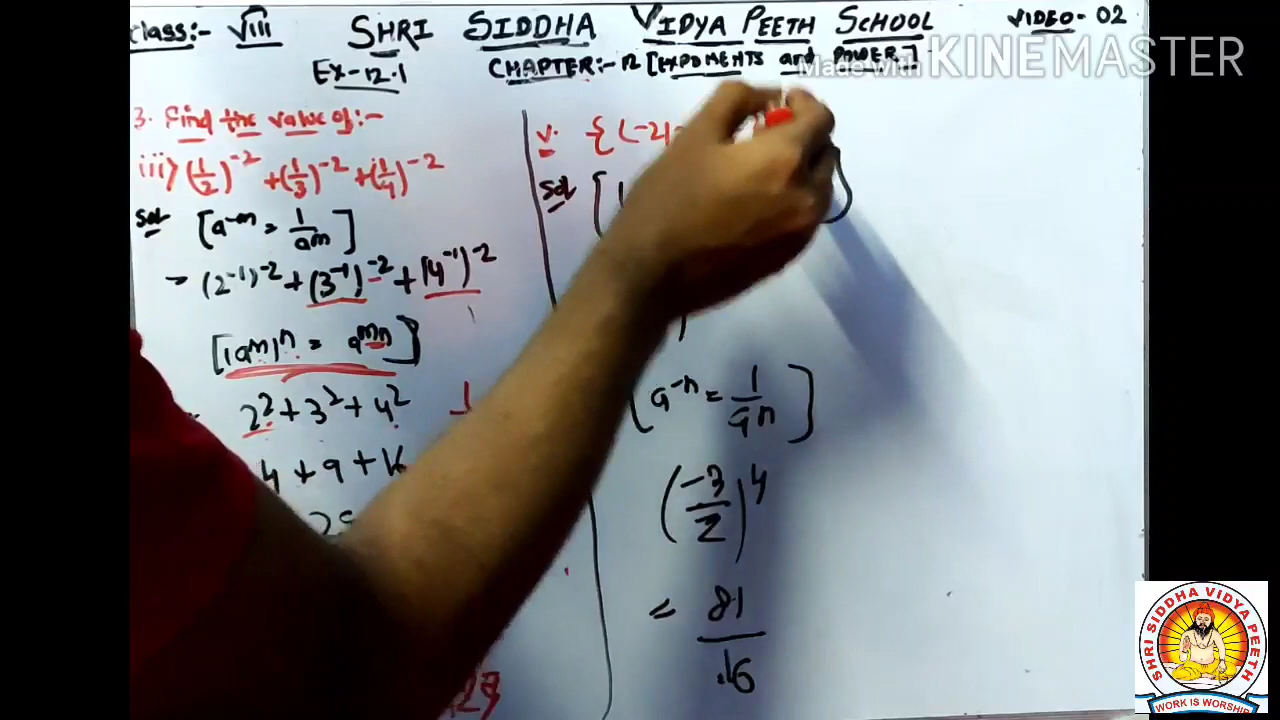 Class:- VIII SHRI SIDDHA VIDYA PEETH SCHOOL VIDEO- 02
Ex-12.1 CHAPTER:- 12 [EXPONENTS and POWER]
Made with KINEMASTER
3. Find the value of:-
iii) (1/2)^-2 + (1/3)^-2 + (1/4)^-2
Sol [a^-m = 1/a^m]
(2^-1)^-2 + (3^-1)^-2 + (4^-1)^-2
[(a^m)^n = a^mn]
2^2 + 3^2 + 4^2
4 + 9 + 16
29
v. {(-2
Sol [
[a^-n = 1/a^n]
(-3/2)^4
= 81/16
SHRI SIDDHA VIDYA PEETH
WORK IS WORSHIP